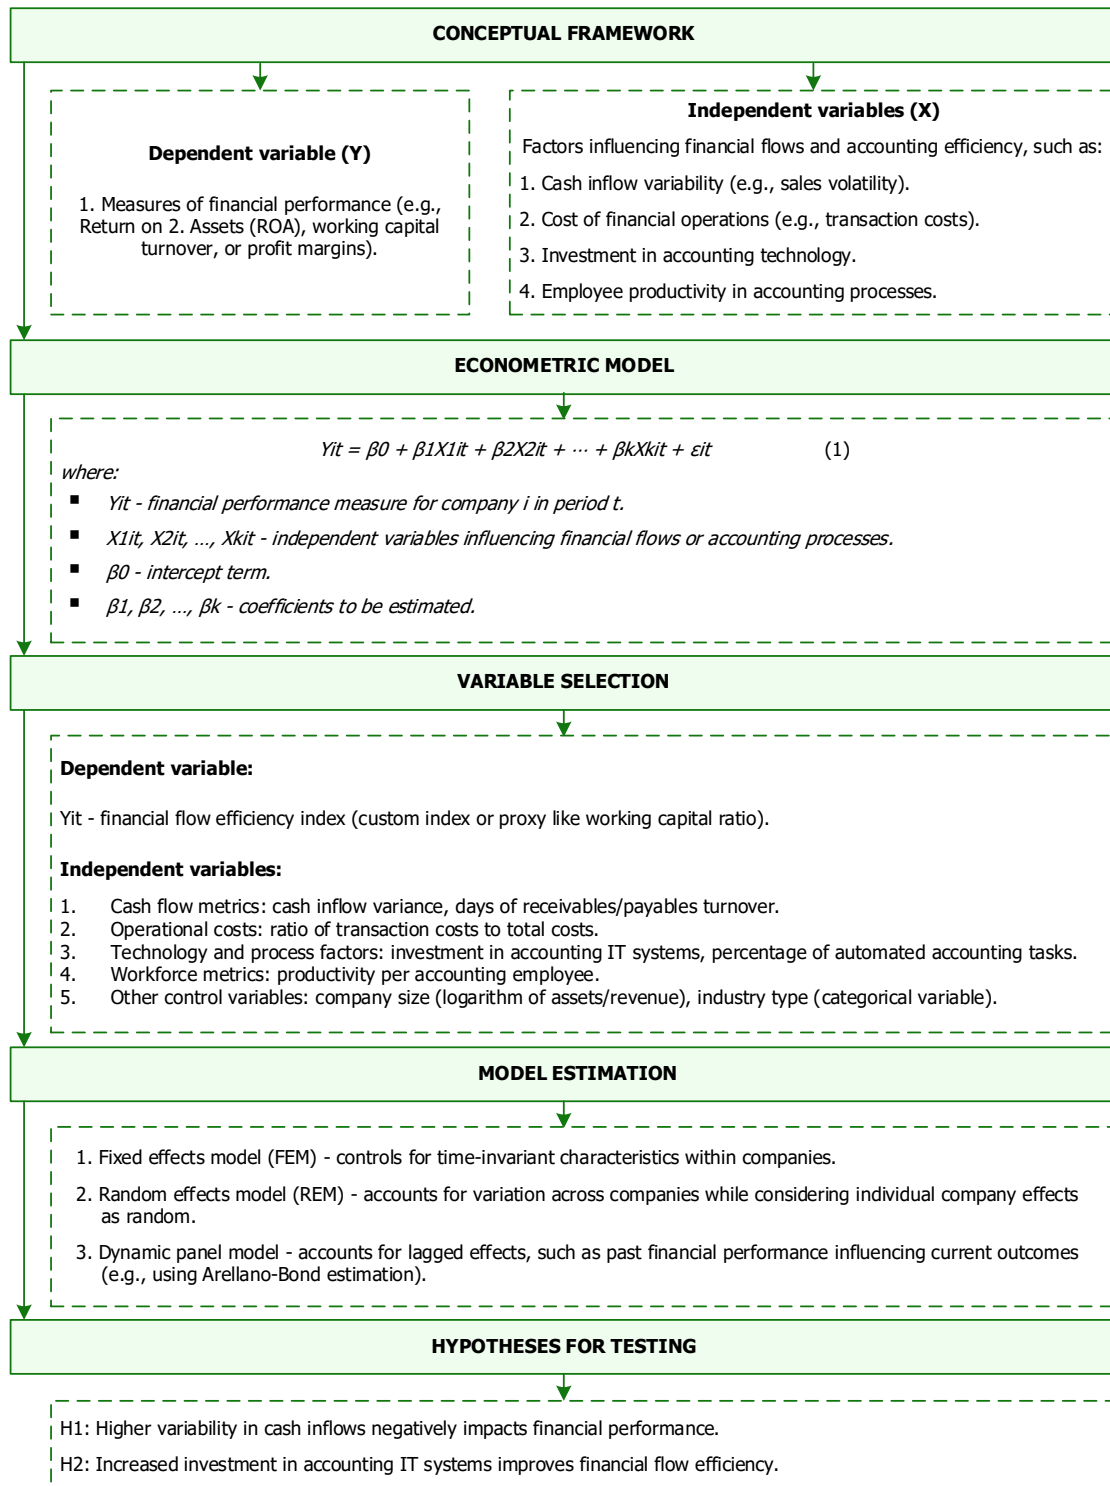 CONCEPTUAL FRAMEWORK
Dependent variable (Y)
1. Measures of financial performance (e.g.,
Return on 2. Assets (ROA), working capital
turnover, or profit margins).
Independent variables (X)
Factors influencing financial flows and accounting efficiency, such as:
1. Cash inflow variability (e.g., sales volatility).
2. Cost of financial operations (e.g., transaction costs).
3. Investment in accounting technology.
4. Employee productivity in accounting processes.
ECONOMETRIC MODEL
Yit = β0 + β1X1it + β2X2it + ··· + βkXkit + εit (1)
where:
▪ Yit - financial performance measure for company i in period t.
▪ X1it, X2it, ..., Xkit - independent variables influencing financial flows or accounting processes.
▪ β0 - intercept term.
▪ β1, β2, ..., βk - coefficients to be estimated.
VARIABLE SELECTION
Dependent variable:
Yit - financial flow efficiency index (custom index or proxy like working capital ratio).
Independent variables:
1. Cash flow metrics: cash inflow variance, days of receivables/payables turnover.
2. Operational costs: ratio of transaction costs to total costs.
3. Technology and process factors: investment in accounting IT systems, percentage of automated accounting tasks.
4. Workforce metrics: productivity per accounting employee.
5. Other control variables: company size (logarithm of assets/revenue), industry type (categorical variable).
MODEL ESTIMATION
1. Fixed effects model (FEM) - controls for time-invariant characteristics within companies.
2. Random effects model (REM) - accounts for variation across companies while considering individual company effects
as random.
3. Dynamic panel model - accounts for lagged effects, such as past financial performance influencing current outcomes
(e.g., using Arellano-Bond estimation).
HYPOTHESES FOR TESTING
H1: Higher variability in cash inflows negatively impacts financial performance.
H2: Increased investment in accounting IT systems improves financial flow efficiency.